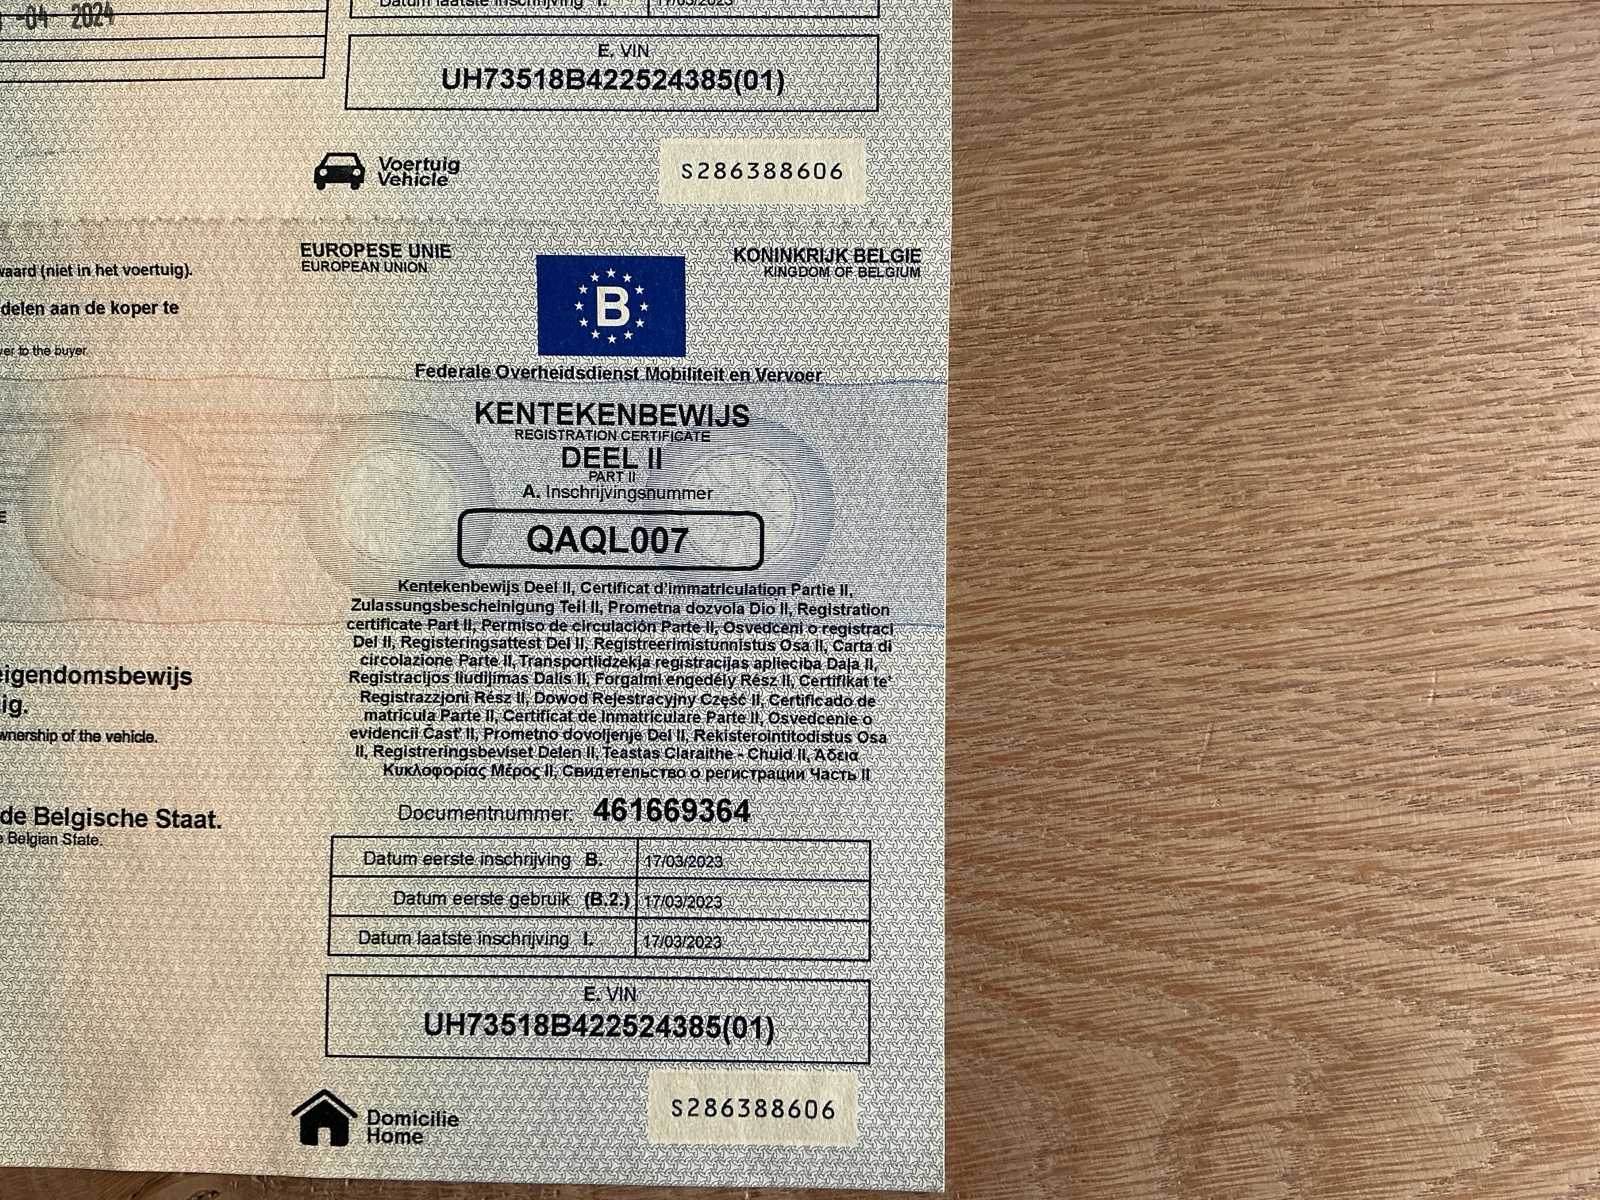 -04 2024
Datum laatste inschrijving I. 17/03/2023
E. VIN
UH73518B422524385(01)
Voertuig
Vehicle
S286388606
(niet in het voertuig).
delen aan de koper te
to the buyer.
EUROPESE UNIE
EUROPEAN UNION
B
KONINKRIJK BELGIE
KINGDOM OF BELGIUM
Federale Overheidsdienst Mobiliteit en Vervoer
KENTEKENBEWIJS
REGISTRATION CERTIFICATE
DEEL II
PART II
A. Inschrijvingsnummer
QAQL007
Kentekenbewijs Deel II, Certificat d'immatriculation Partie II,
Zulassungsbescheinigung Teil II, Prometna dozvola Dio II, Registration
certificate Part II, Permiso de circulación Parte II, Osvedceni o registraci
Del II, Registeringsattest Del II, Registreerimistunnistus Osa II, Carta di
circolazione Parte II, Transportlidzekja registracijas aplieciba Daļa II,
Registracijos liudijimas Dalis II, Forgalmi engedély Rész II, Certifikat te'
Registrazzjoni Rész II, Dowod Rejestracyjny Część II, Certificado de
matricula Parte II, Certificat de Inmatriculare Parte II, Osvedcenie o
evidencii Časť II, Prometno dovoljenje Del II, Rekisterointitodistus Osa
II, Registreringsbeviset Delen II, Teastas Claraithe - Chuid II, Άδεια
Κυκλοφορίας Μέρος II, Свидетельство о регистрации Часть II
eigendomsbewijs
ownership of the vehicle.
de Belgische Staat.
Belgian State.
Documentnummer: 461669364
Datum eerste inschrijving B. 17/03/2023
Datum eerste gebruik (B.2.) 17/03/2023
Datum laatste inschrijving I. 17/03/2023
E. VIN
UH73518B422524385(01)
Domicilie
Home
S286388606